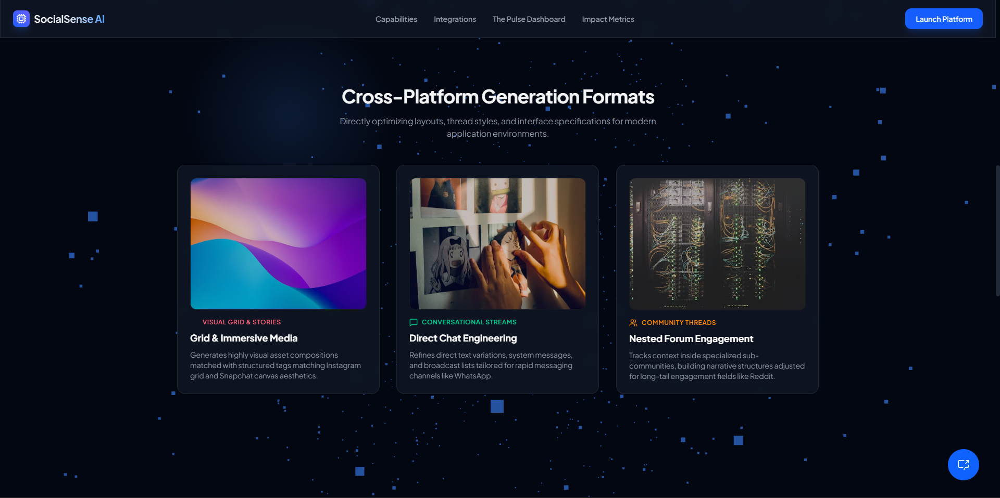 SocialSense AI
Capabilities
Integrations
The Pulse Dashboard
Impact Metrics
Launch Platform
Cross-Platform Generation Formats
Directly optimizing layouts, thread styles, and interface specifications for modern
application environments.
VISUAL GRID & STORIES
Grid & Immersive Media
Generates highly visual asset compositions
matched with structured tags matching Instagram
grid and Snapchat canvas aesthetics.
CONVERSATIONAL STREAMS
Direct Chat Engineering
Refines direct text variations, system messages,
and broadcast lists tailored for rapid messaging
channels like WhatsApp.
COMMUNITY THREADS
Nested Forum Engagement
Tracks context inside specialized sub-
communities, building narrative structures adjusted
for long-tail engagement fields like Reddit.